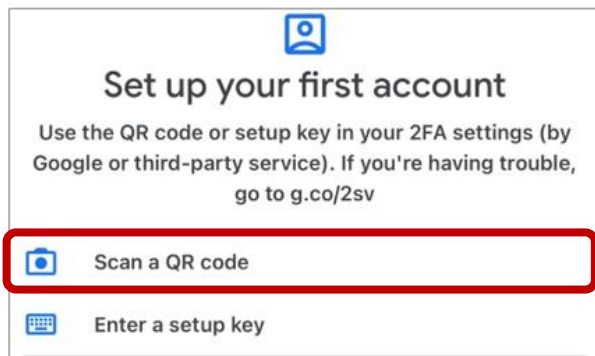 Set up your first account
Use the QR code or setup key in your 2FA settings (by
Google or third-party service). If you're having trouble,
go to g.co/2sv
Scan a QR code
Enter a setup key